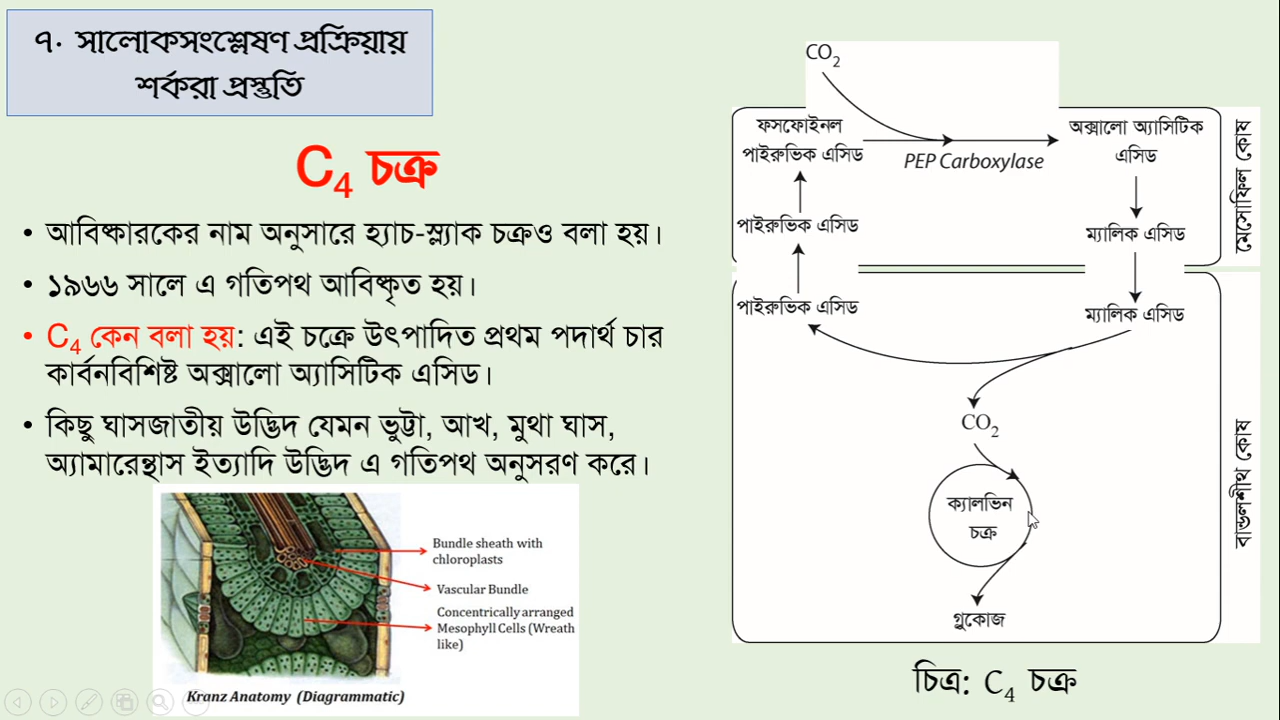 ৭. সালোকসংশ্লেষণ প্রক্রিয়ায়
শর্করা প্রস্তুতি
C4 চক্র
• আবিষ্কারকের নাম অনুসারে হ্যাচ-স্ল্যাক চক্রও বলা হয়।
• ১৯৬৬ সালে এ গতিপথ আবিষ্কৃত হয়।
• C4 কেন বলা হয়: এই চক্রে উৎপাদিত প্রথম পদার্থ চার
কার্বনবিশিষ্ট অক্সালো অ্যাসিটিক এসিড।
• কিছু ঘাসজাতীয় উদ্ভিদ যেমন ভুট্টা, আখ, মুথা ঘাস,
অ্যামারেন্থাস ইত্যাদি উদ্ভিদ এ গতিপথ অনুসরণ করে।
Bundle sheath with
chloroplasts
Vascular Bundle
Concentrically arranged
Mesophyll Cells (Wreath
like)
Kranz Anatomy (Diagrammatic)
CO2
ফসফোইনল
পাইরুভিক এসিড
PEP Carboxylase
অক্সালো অ্যাসিটিক
এসিড
পাইরুভিক এসিড
ম্যালিক এসিড
মেসোফিল কোষ
পাইরুভিক এসিড
ম্যালিক এসিড
CO2
ক্যালভিন
চক্র
গ্লুকোজ
বান্ডলশীথ কোষ
চিত্র: C4 চক্র